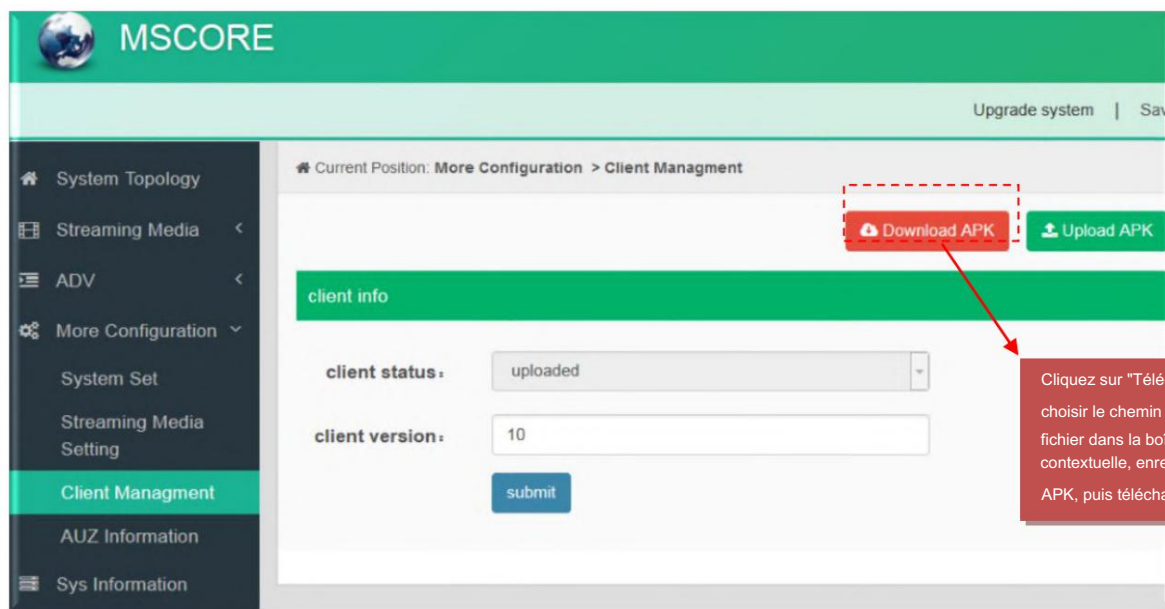 MSCORE
Upgrade system | Sav
Current Position: More Configuration > Client Managment
System Topology
Streaming Media
ADV
More Configuration
System Set
Streaming Media
Setting
Client Managment
AUZ Information
Sys Information
Download APK
Upload APK
client info
client status: uploaded
client version: 10
submit
Cliquez sur "Télé
choisir le chemin
fichier dans la boî
contextuelle, enre
APK, puis télécha